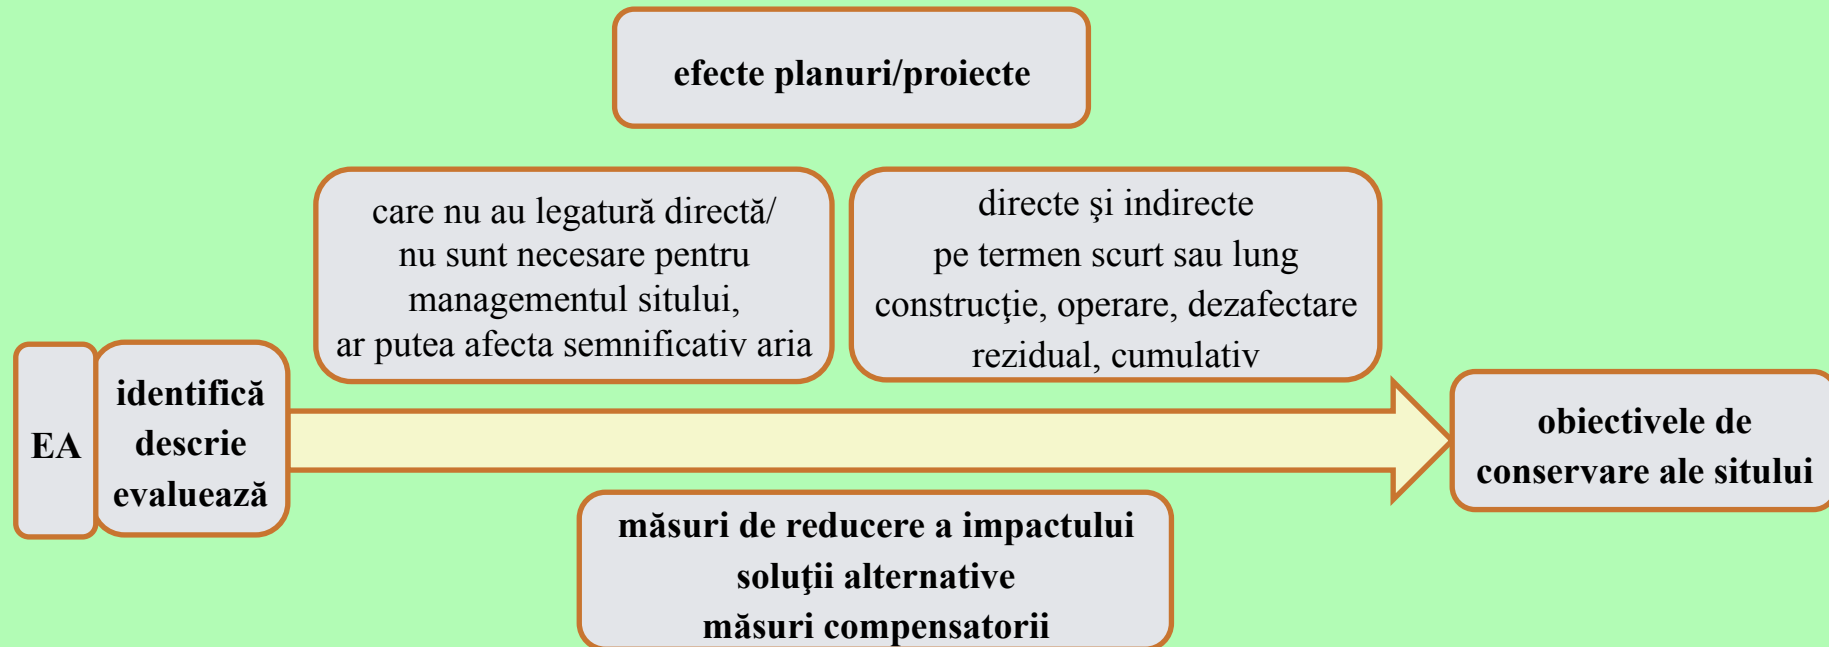 efecte planuri/proiecte
care nu au legatură directă/
nu sunt necesare pentru
managementul sitului,
ar putea afecta semnificativ aria
directe şi indirecte
pe termen scurt sau lung
construcţie, operare, dezafectare
rezidual, cumulativ
EA
identifică
descrie
evaluează
obiectivele de
conservare ale sitului
măsuri de reducere a impactului
soluţii alternative
măsuri compensatorii